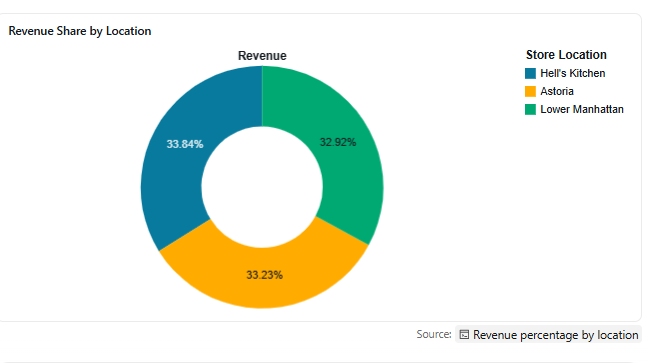 Revenue Share by Location
Revenue
Store Location
Hell's Kitchen
Astoria
Lower Manhattan
33.84%
32.92%
33.23%
Source: Revenue percentage by location